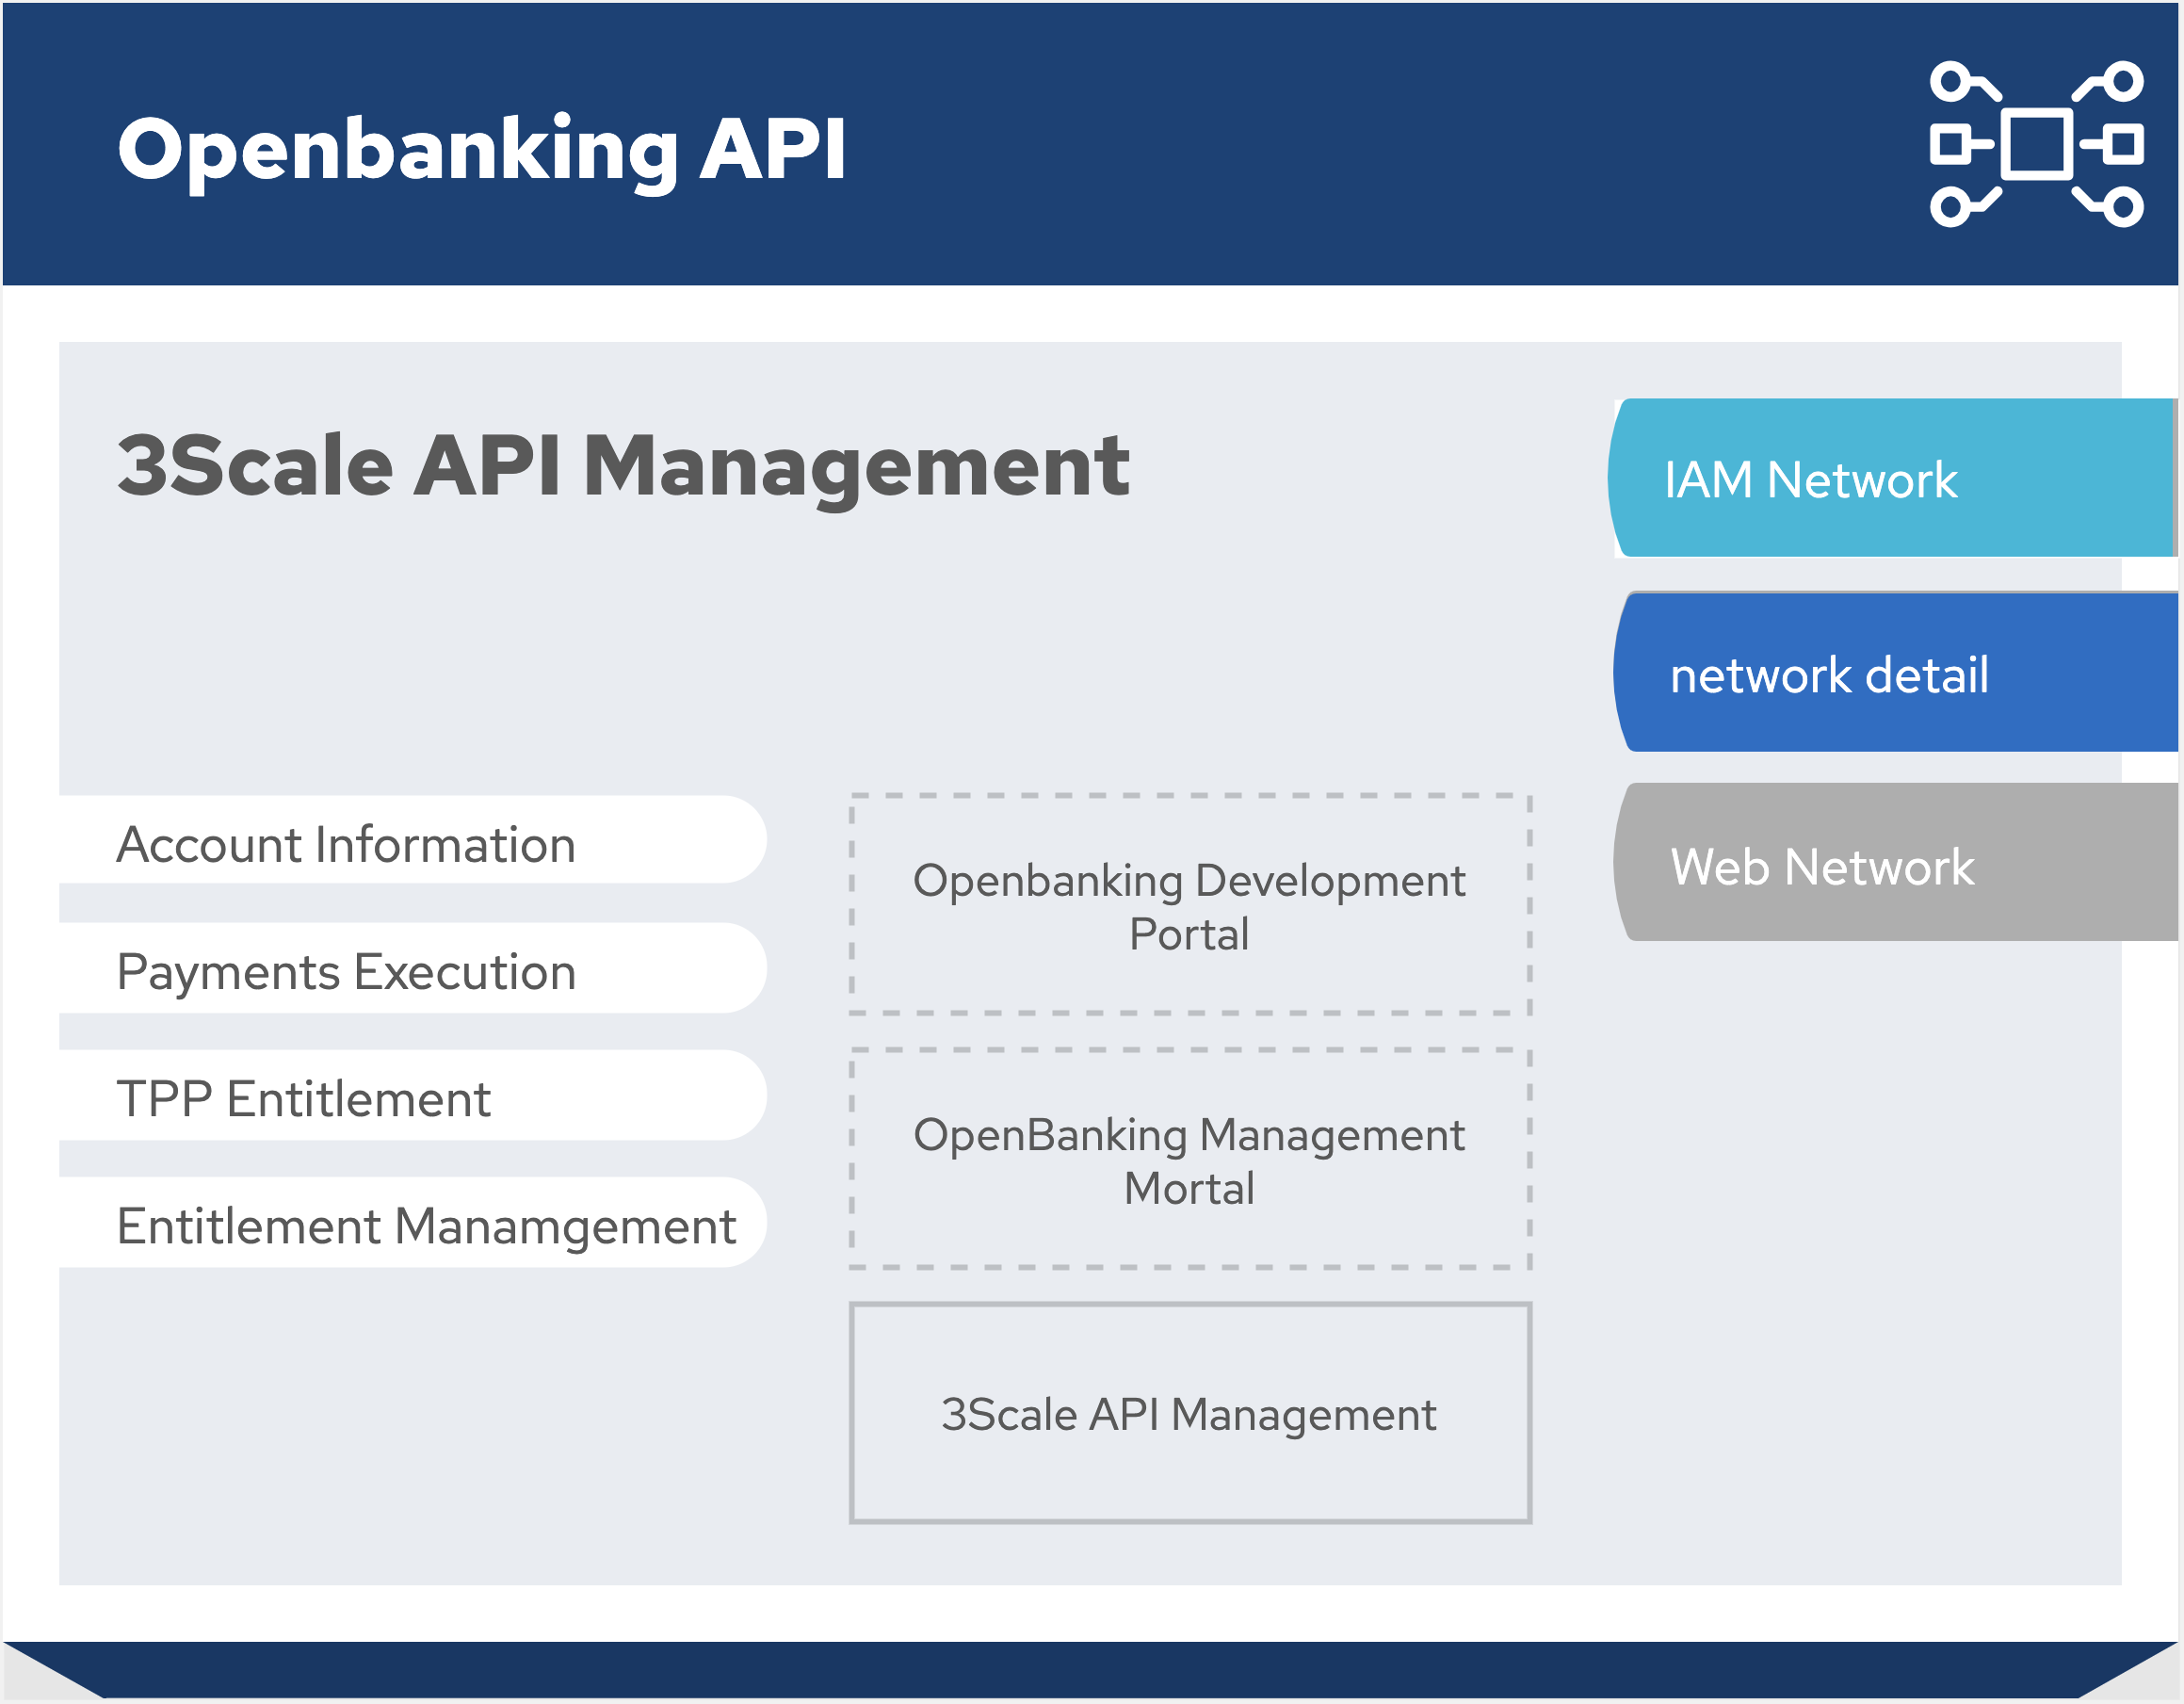 Openbanking API
3Scale API Management
IAM Network
network detail
Web Network
Account Information
Payments Execution
TPP Entitlement
Entitlement Manamgement
Openbanking Development
Portal
OpenBanking Management
Mortal
3Scale API Management